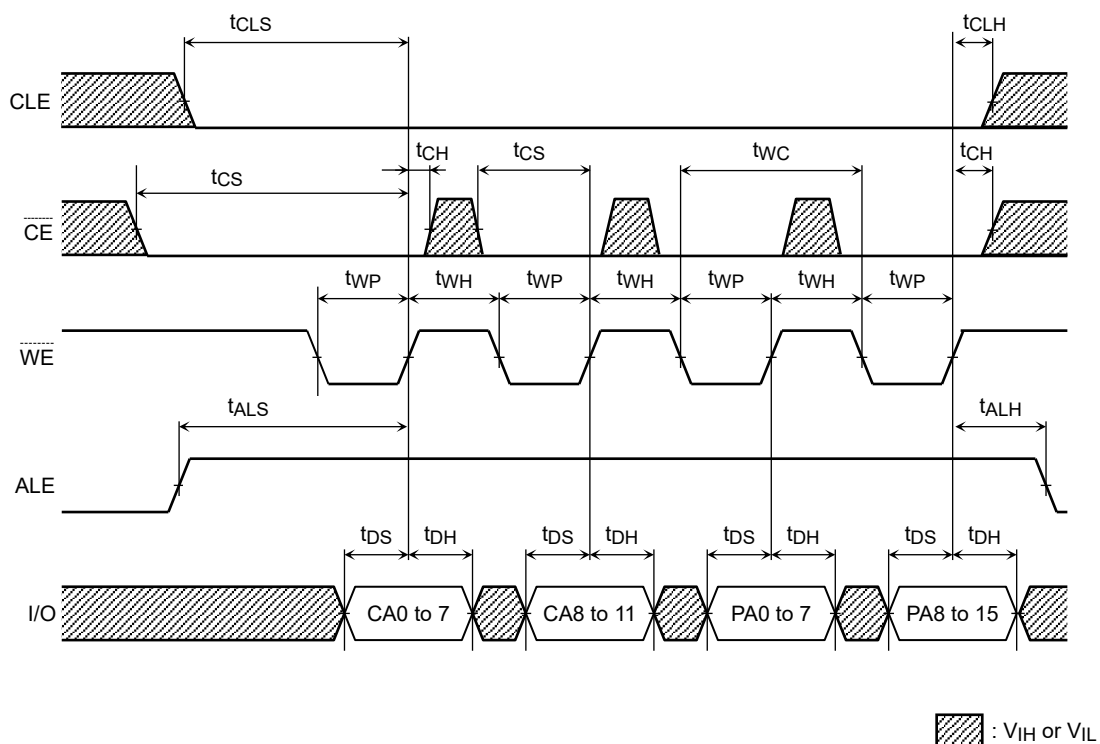 tCLS
tCLH
CLE
tCH
tCS
tWC
tCH
tCS
CE
tWP
tWH
tWP
tWH
tWP
tWH
tWP
WE
tALS
tALH
ALE
tDS
tDH
tDS
tDH
tDS
tDH
tDS
tDH
I/O
CA0 to 7
CA8 to 11
PA0 to 7
PA8 to 15
: VIH or VIL